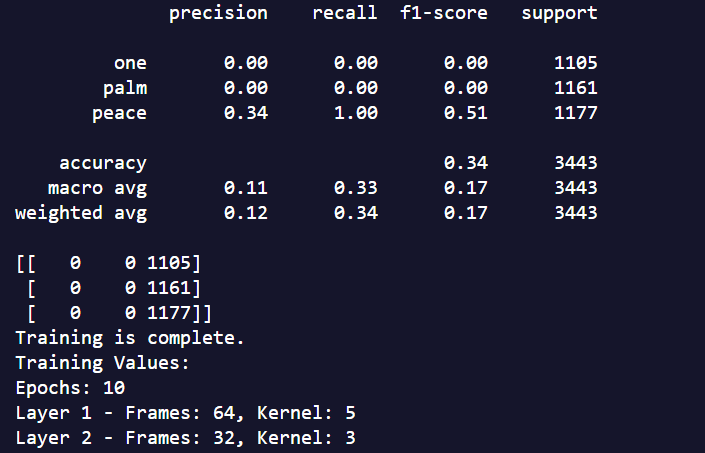 precision recall f1-score support
one 0.00 0.00 0.00 1105
palm 0.00 0.00 0.00 1161
peace 0.34 1.00 0.51 1177
accuracy 0.34 3443
macro avg 0.11 0.33 0.17 3443
weighted avg 0.12 0.34 0.17 3443
[[ 0 0 1105]
[ 0 0 1161]
[ 0 0 1177]]
Training is complete.
Training Values:
Epochs: 10
Layer 1 - Frames: 64, Kernel: 5
Layer 2 - Frames: 32, Kernel: 3